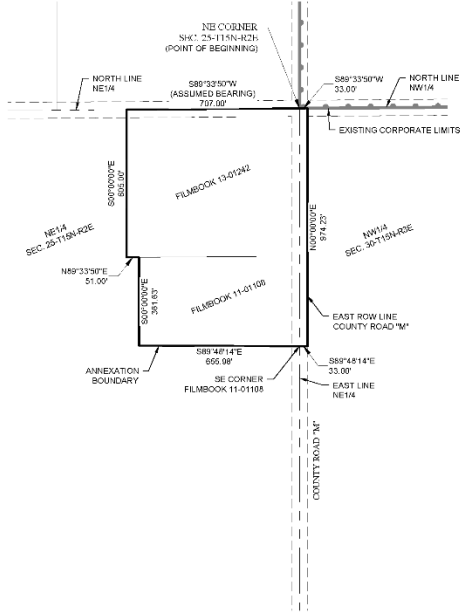 NE CORNER
SEC. 25-T15N-R2E
(POINT OF BEGINNING)
NORTH LINE
NE1/4
S89°33'50"W
(ASSUMED BEARING)
707.00'
S89°33'50"W
33.00'
NORTH LINE
NW1/4
EXISTING CORPORATE LIMITS
S00°00'00"E
605.00'
FILMBOOK 13-01242
N00°00'00"E
974.23'
NE1/4
SEC. 25-T15N-R2E
NW1/4
SEC. 30-T15N-R3E
N89°33'50"E
51.00'
S00°00'00"E
361.63'
FILMBOOK 11-01108
EAST ROW LINE
COUNTY ROAD "M"
ANNEXATION
BOUNDARY
S89°48'14"E
655.98'
SE CORNER
FILMBOOK 11-01108
S89°48'14"E
33.00'
EAST LINE
NE1/4
COUNTY ROAD "M"